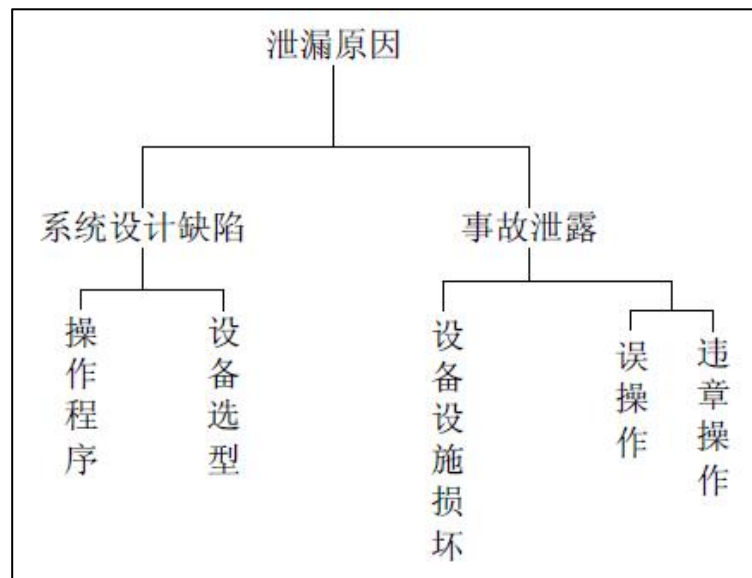 泄漏原因
系统设计缺陷
事故泄露
操作程序
设备选型
设备设施损坏
误操作
违章操作